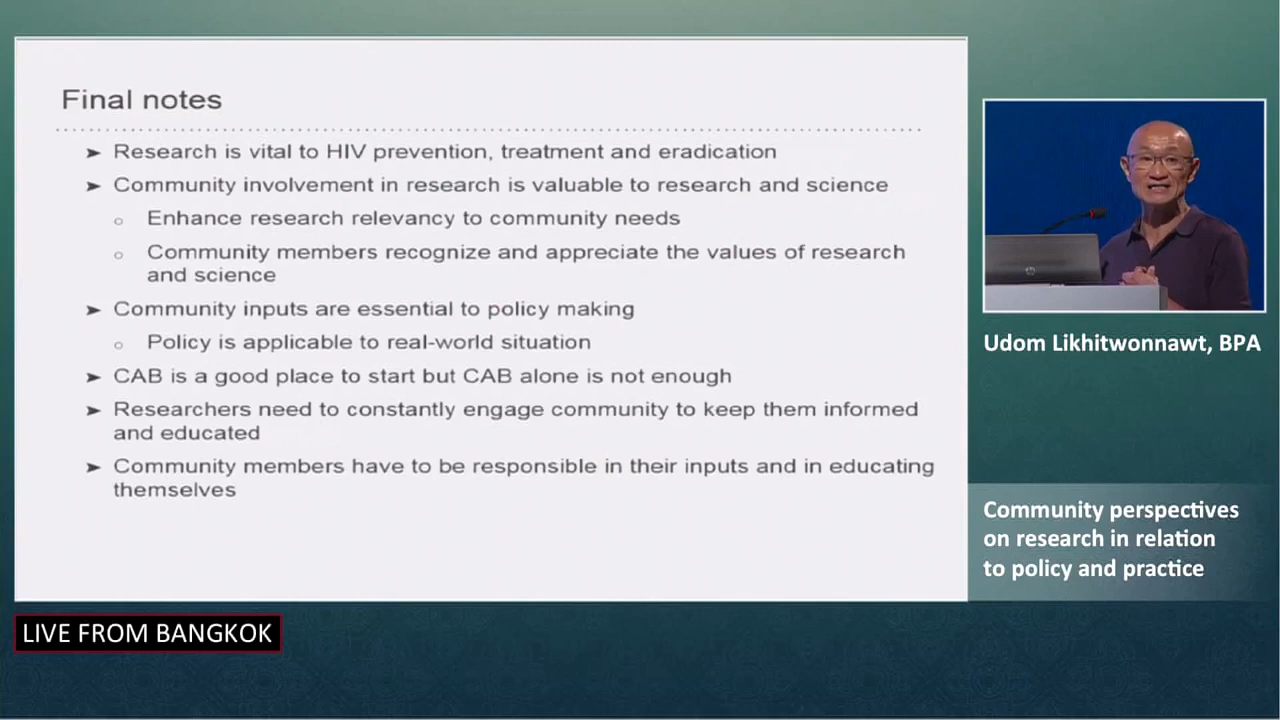 Final notes
➤ Research is vital to HIV prevention, treatment and eradication
➤ Community involvement in research is valuable to research and science
o Enhance research relevancy to community needs
o Community members recognize and appreciate the values of research
and science
➤ Community inputs are essential to policy making
o Policy is applicable to real-world situation
➤ CAB is a good place to start but CAB alone is not enough
➤ Researchers need to constantly engage community to keep them informed
and educated
➤ Community members have to be responsible in their inputs and in educating
themselves
Udom Likhitwonnawt, BPA
Community perspectives
on research in relation
to policy and practice
LIVE FROM BANGKOK